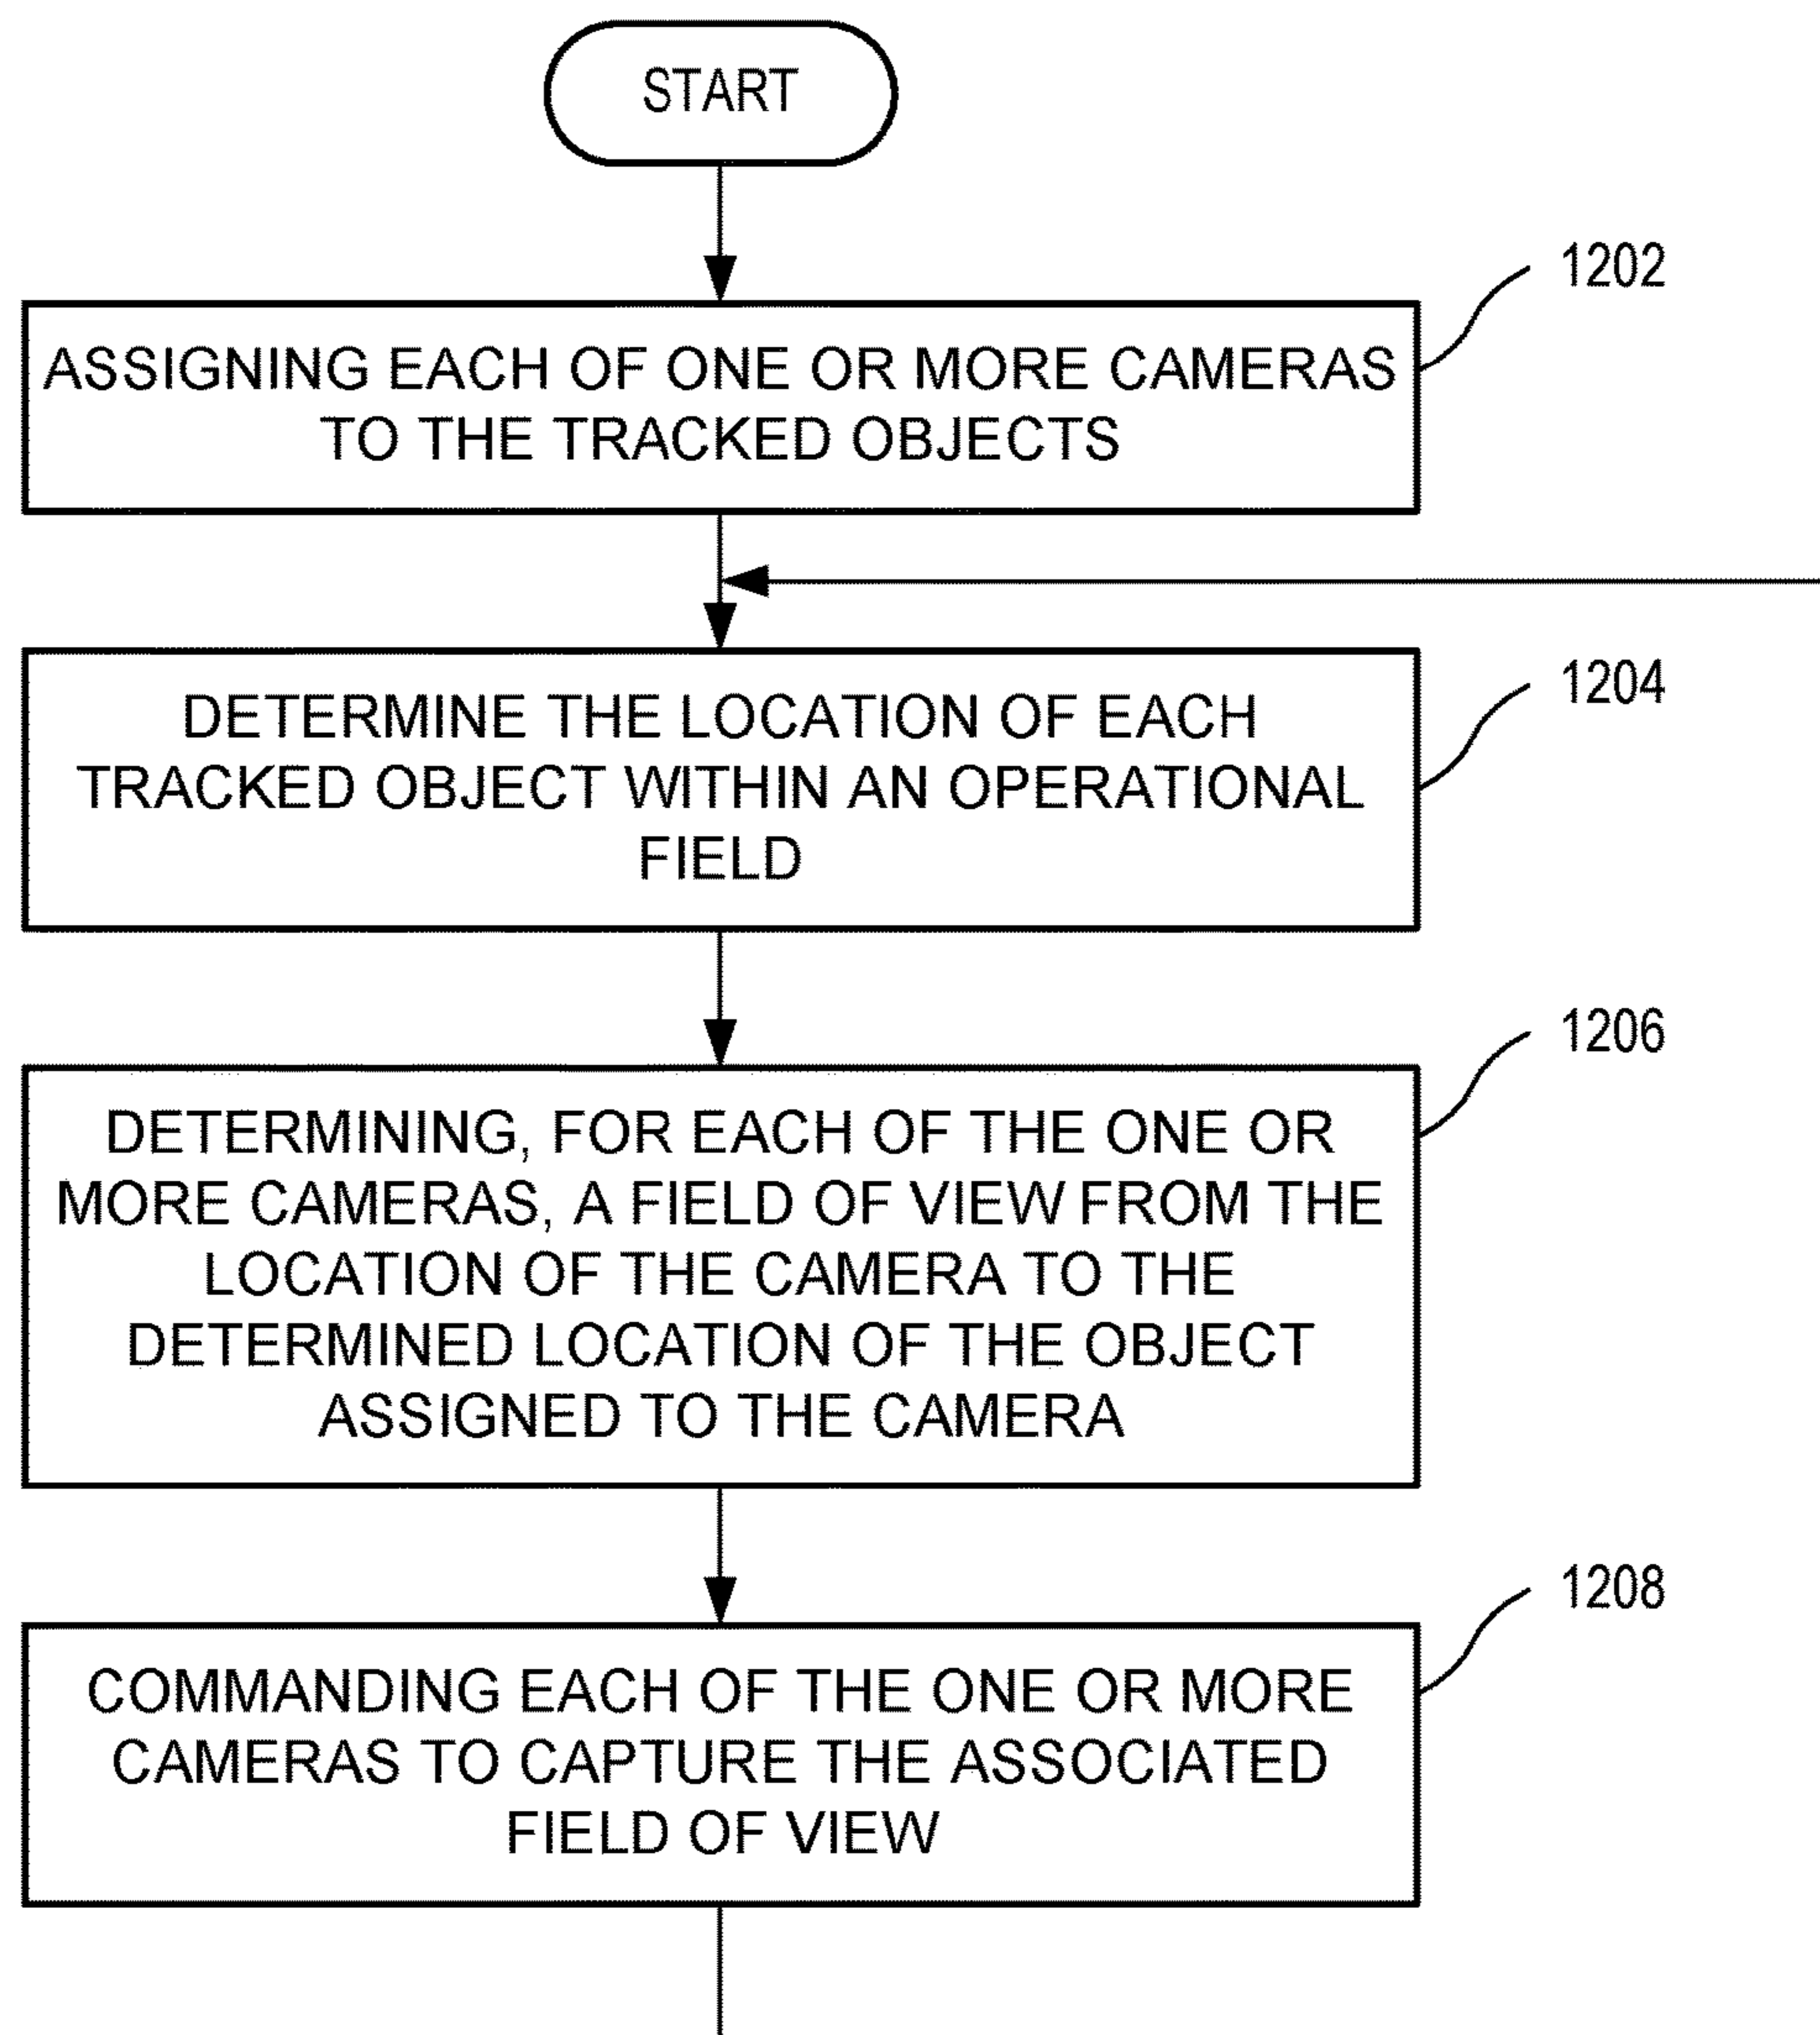 START
1202
ASSIGNING EACH OF ONE OR MORE CAMERAS
TO THE TRACKED OBJECTS
1204
DETERMINE THE LOCATION OF EACH
TRACKED OBJECT WITHIN AN OPERATIONAL
FIELD
1206
DETERMINING, FOR EACH OF THE ONE OR
MORE CAMERAS, A FIELD OF VIEW FROM THE
LOCATION OF THE CAMERA TO THE
DETERMINED LOCATION OF THE OBJECT
ASSIGNED TO THE CAMERA
1208
COMMANDING EACH OF THE ONE OR MORE
CAMERAS TO CAPTURE THE ASSOCIATED
FIELD OF VIEW